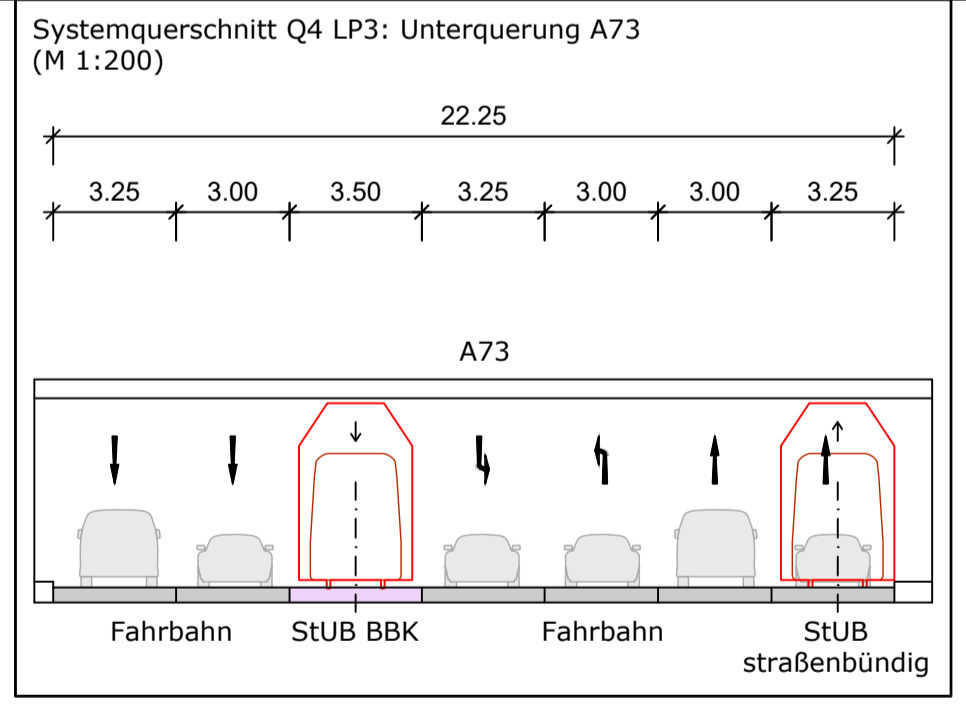 Systemquerschnitt Q4 LP3: Unterquerung A73
(M 1:200)
22.25
3.25 3.00 3.50 3.25 3.00 3.00 3.25
A73
Fahrbahn StUB BBK Fahrbahn StUB
straßenbündig